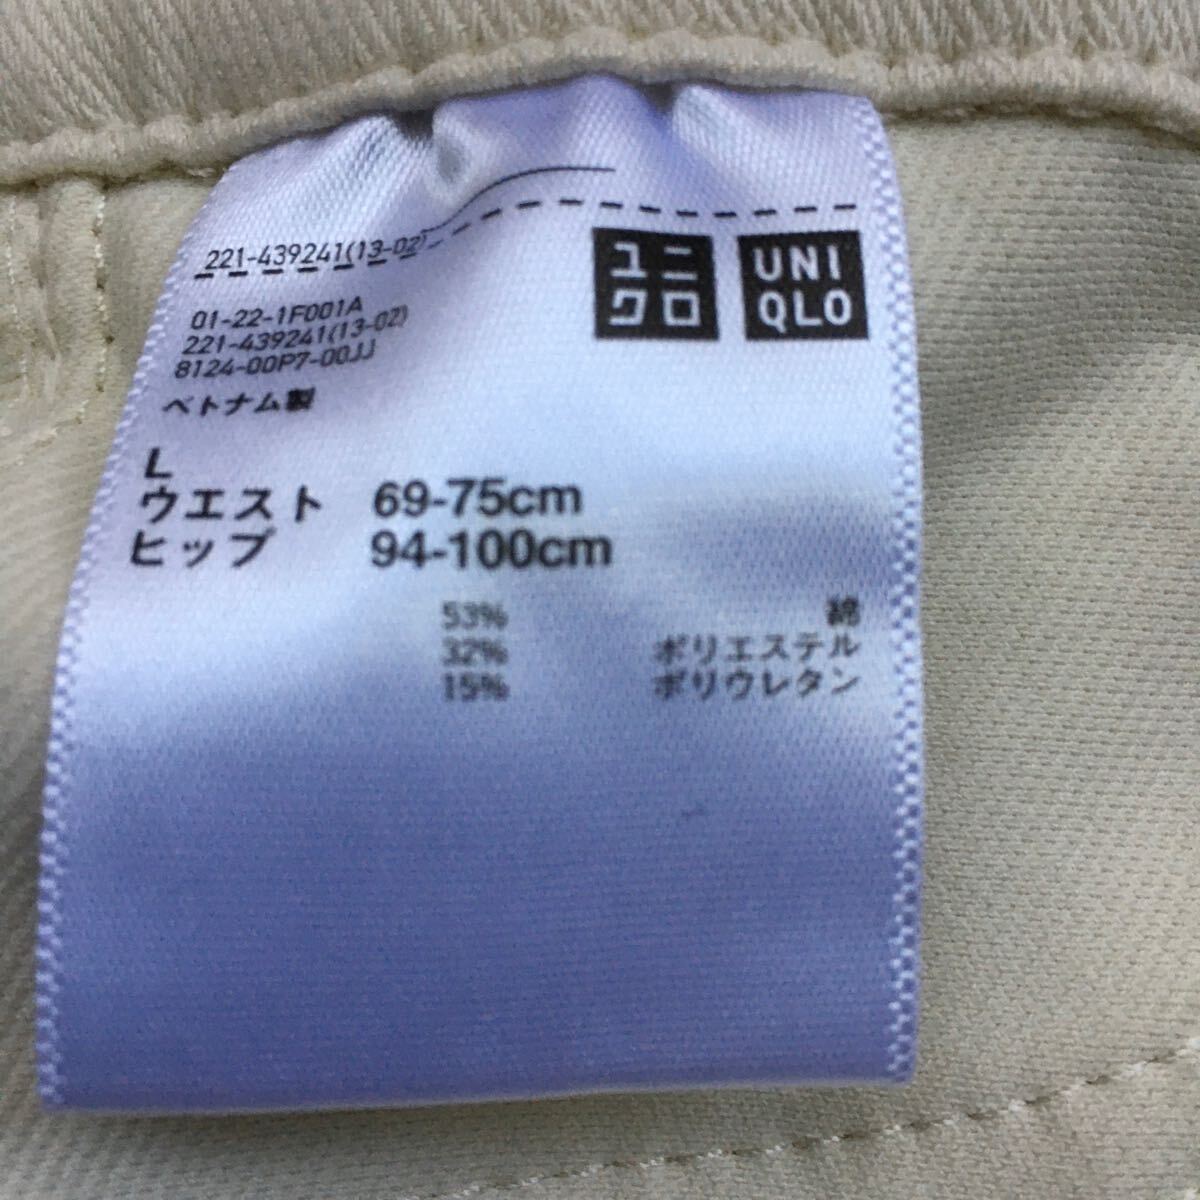 221-439241(13-02)
ユニ
クロ
UNI
QLO
01-22-1F001A
221-439241(13-02)
8124-00P7-00JJ
ベトナム製
L
ウエスト 69-75cm
ヒップ 94-100cm
53% 綿
32% ポリエステル
15% ポリウレタン